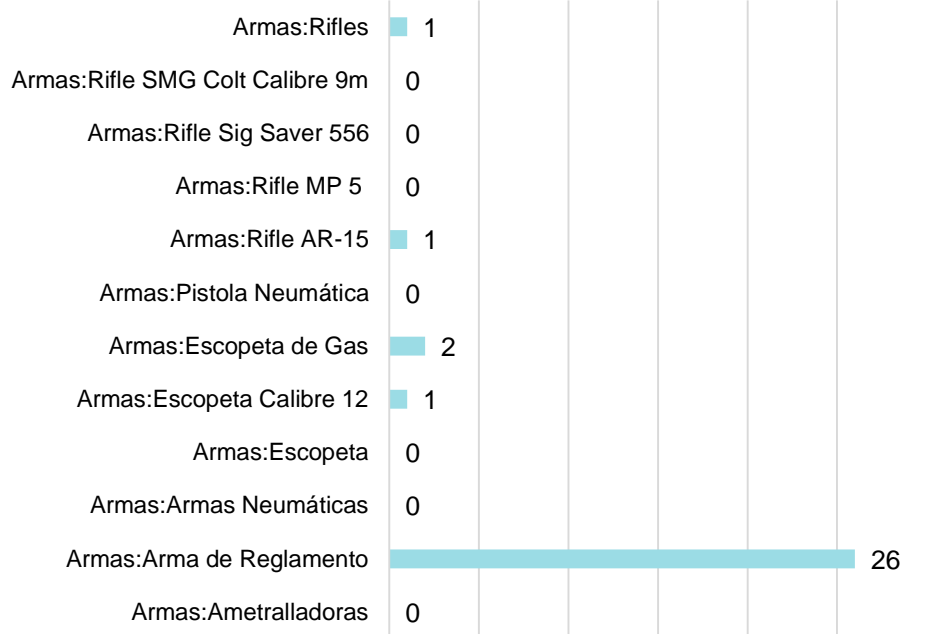 Armas:Rifles 1
Armas:Rifle SMG Colt Calibre 9m 0
Armas:Rifle Sig Saver 556 0
Armas:Rifle MP 5 0
Armas:Rifle AR-15 1
Armas:Pistola Neumática 0
Armas:Escopeta de Gas 2
Armas:Escopeta Calibre 12 1
Armas:Escopeta 0
Armas:Armas Neumáticas 0
Armas:Arma de Reglamento 26
Armas:Ametralladoras 0